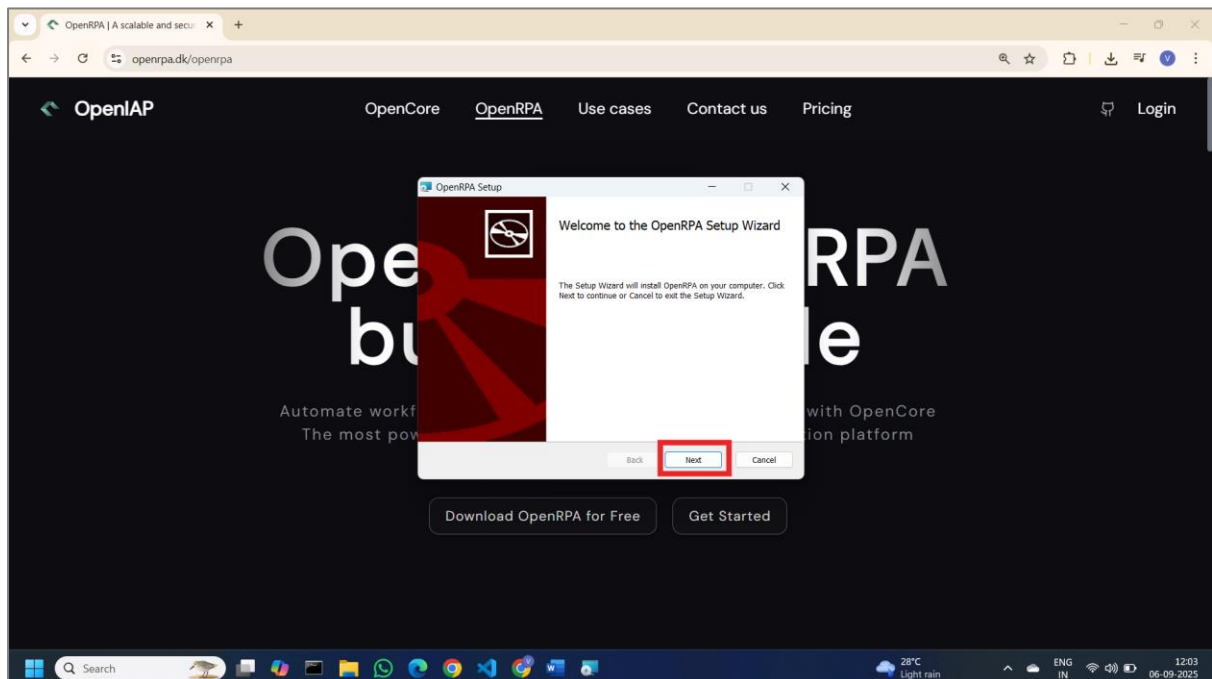 OpenRPA | A scalable and secu
openrpa.dk/openrpa
V
OpenIAP
OpenCore
OpenRPA
Use cases
Contact us
Pricing
Login
OpenRPA Setup
Welcome to the OpenRPA Setup Wizard
The Setup Wizard will install OpenRPA on your computer. Click
Next to continue or Cancel to exit the Setup Wizard.
Back
Next
Cancel
Ope RPA
bu le
Automate workf with OpenCore
The most pow ion platform
Download OpenRPA for Free
Get Started
Search
28°C
Light rain
ENG
IN
12:03
06-09-2025